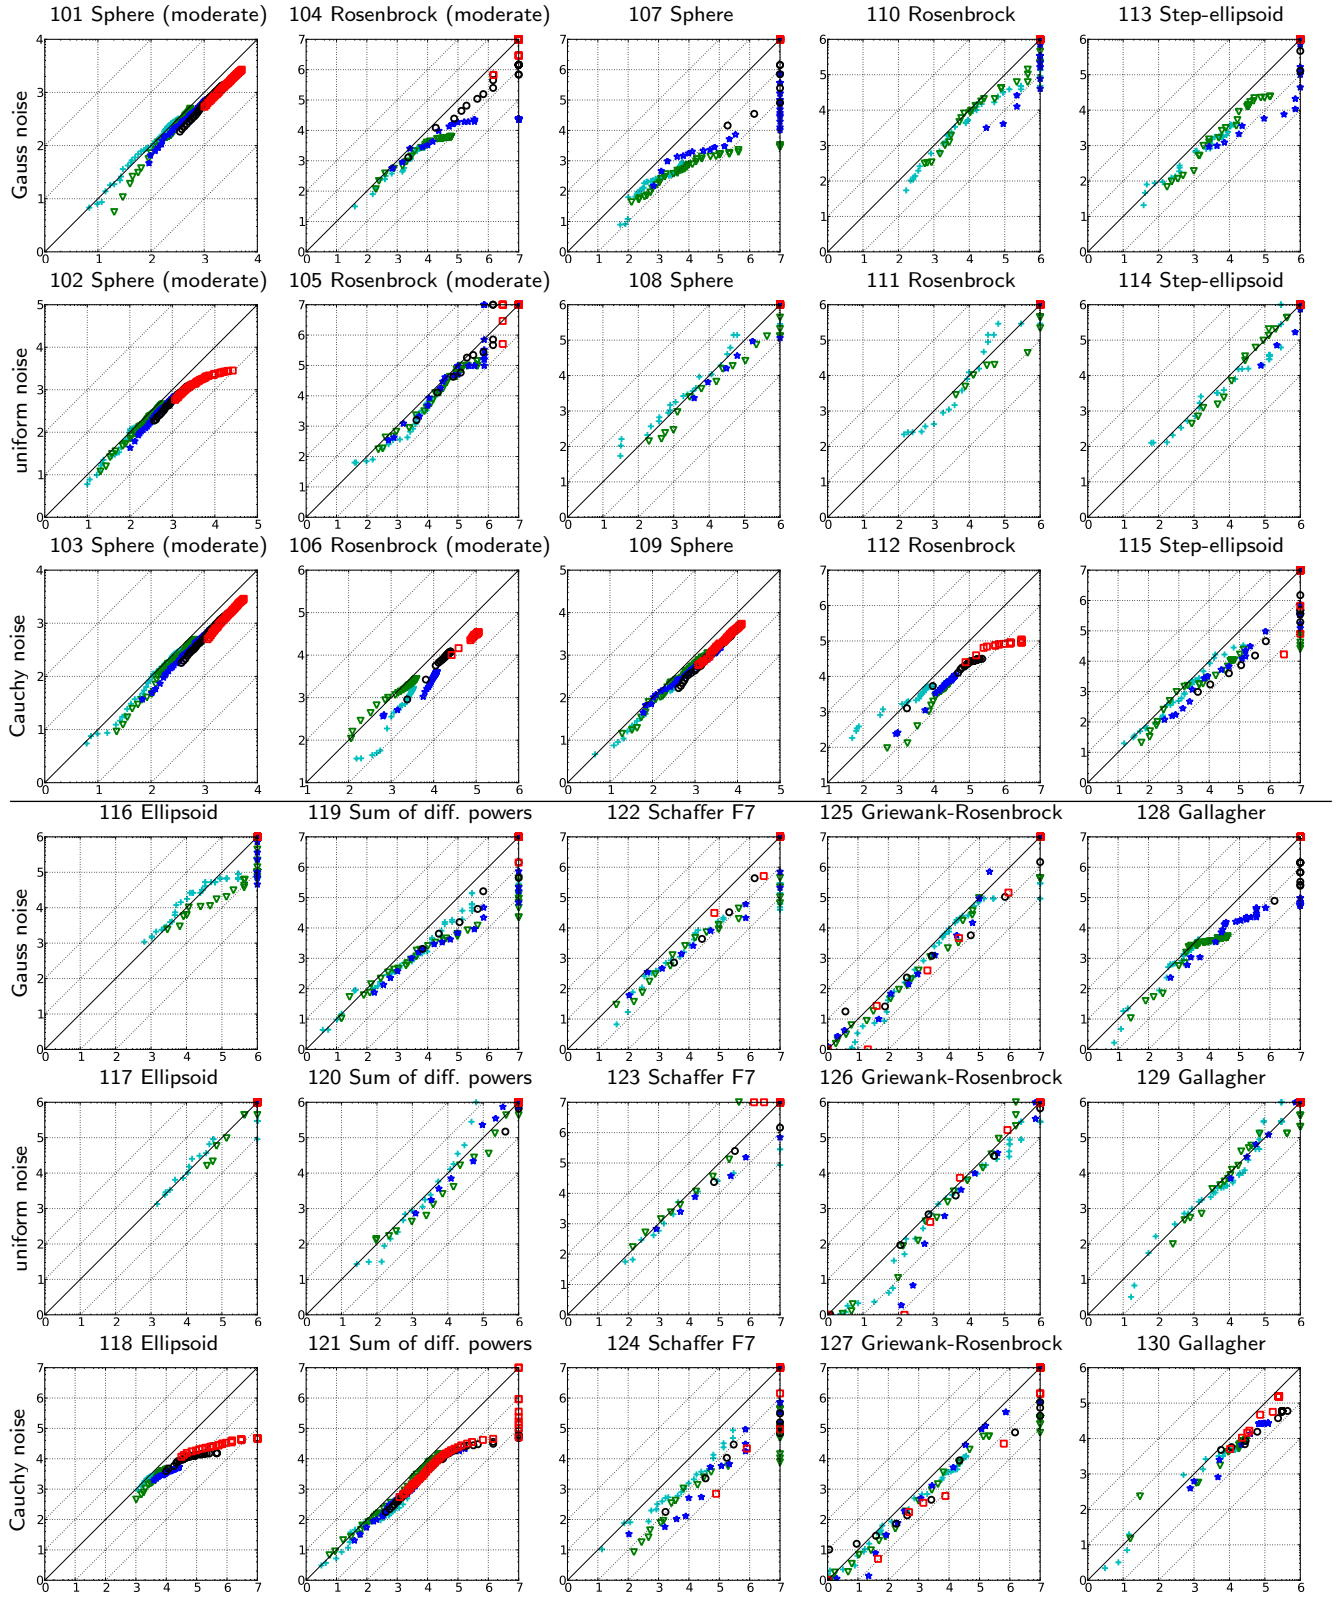 101 Sphere (moderate)
104 Rosenbrock (moderate)
107 Sphere
110 Rosenbrock
113 Step-ellipsoid
Gauss noise
102 Sphere (moderate)
105 Rosenbrock (moderate)
108 Sphere
111 Rosenbrock
114 Step-ellipsoid
uniform noise
103 Sphere (moderate)
106 Rosenbrock (moderate)
109 Sphere
112 Rosenbrock
115 Step-ellipsoid
Cauchy noise
116 Ellipsoid
119 Sum of diff. powers
122 Schaffer F7
125 Griewank-Rosenbrock
128 Gallagher
Gauss noise
117 Ellipsoid
120 Sum of diff. powers
123 Schaffer F7
126 Griewank-Rosenbrock
129 Gallagher
uniform noise
118 Ellipsoid
121 Sum of diff. powers
124 Schaffer F7
127 Griewank-Rosenbrock
130 Gallagher
Cauchy noise